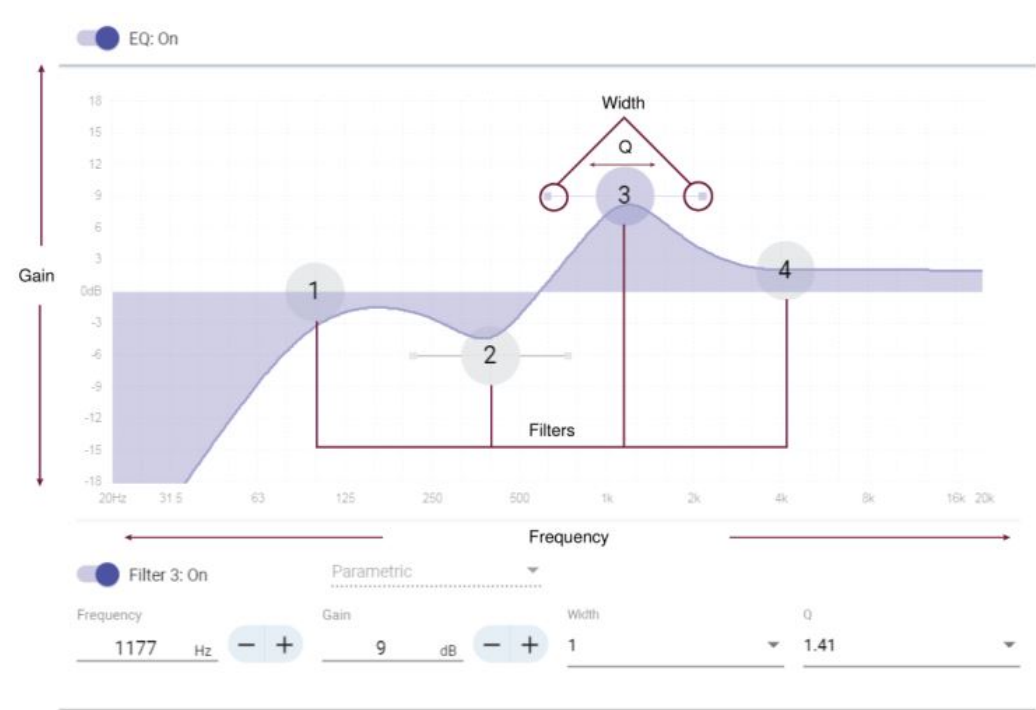 EQ: On
Width
Q
18
15
12
9
6
3
0dB
-3
-6
-9
-12
-15
-18
Gain
1
2
3
4
Filters
20Hz 31.5 63 125 250 500 1k 2k 4k 8k 16k 20k
Frequency
Filter 3: On Parametric
Frequency Gain Width Q
1177 Hz − + 9 dB − + 1 1.41